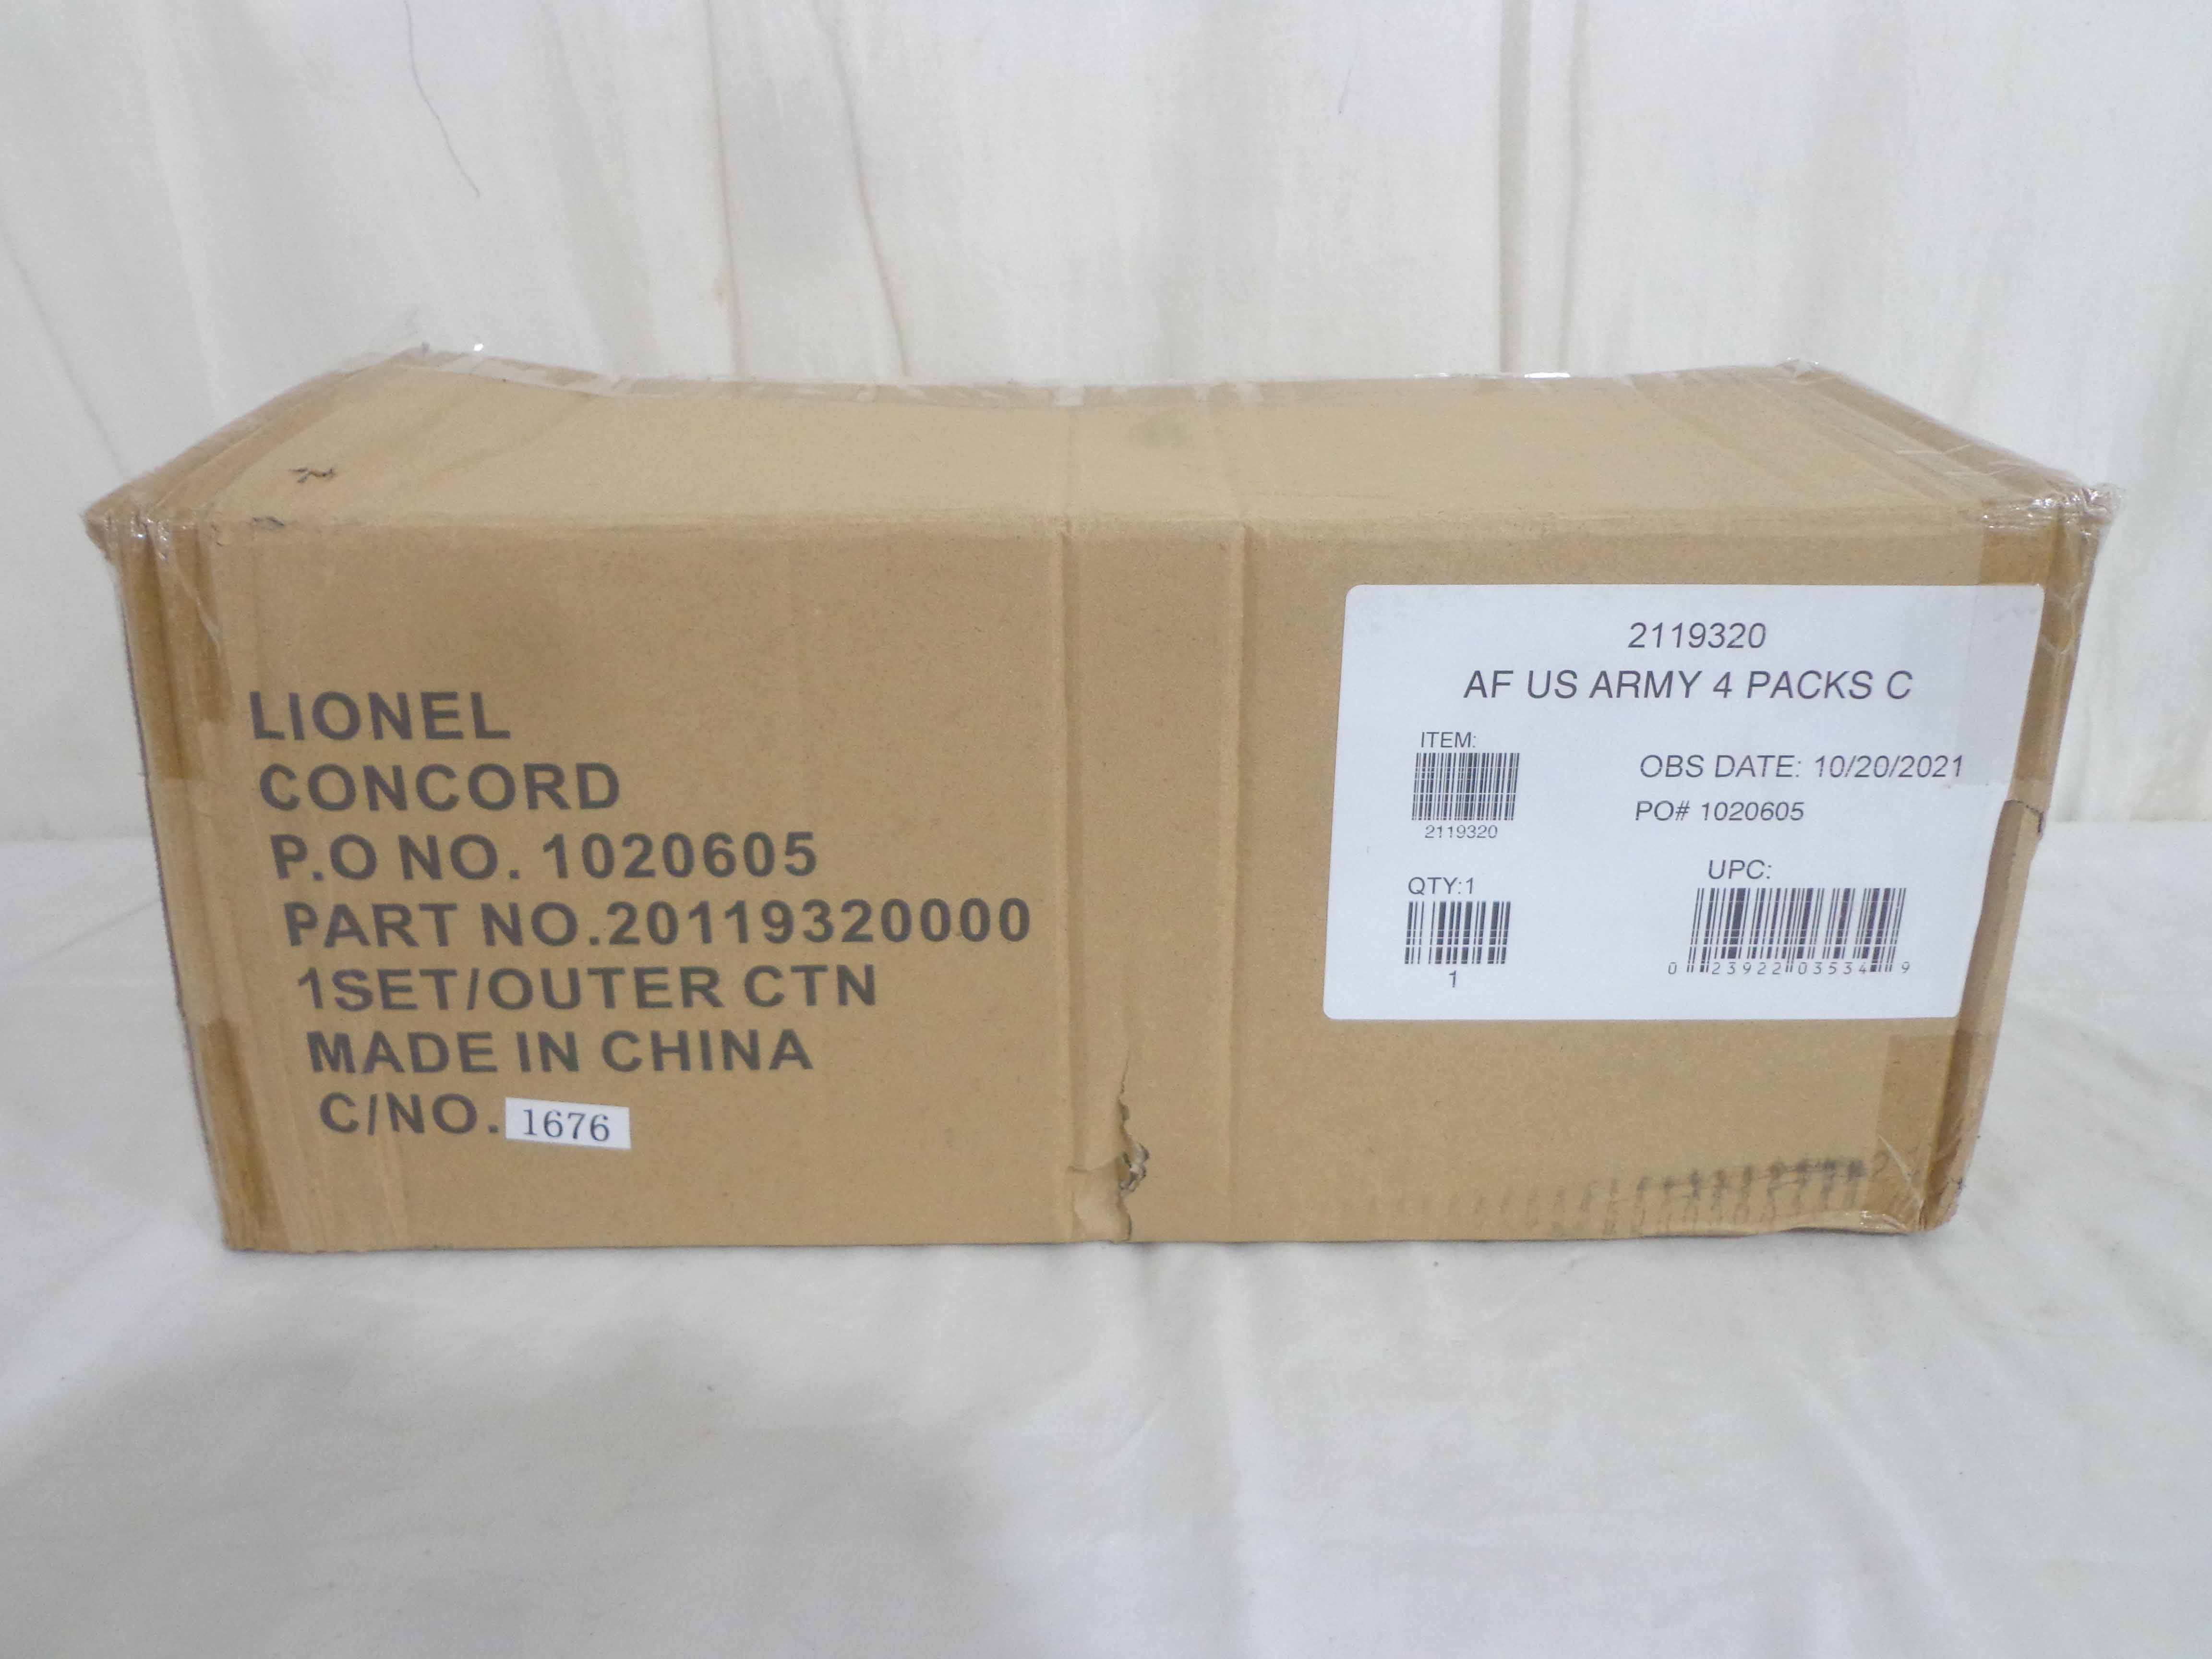 LIONEL
CONCORD
P.O NO. 1020605
PART NO.20119320000
1SET/OUTER CTN
MADE IN CHINA
C/NO. 1676
2119320
AF US ARMY 4 PACKS C
ITEM:
2119320
OBS DATE: 10/20/2021
PO# 1020605
QTY:1
1
UPC:
0 23922 03534 9